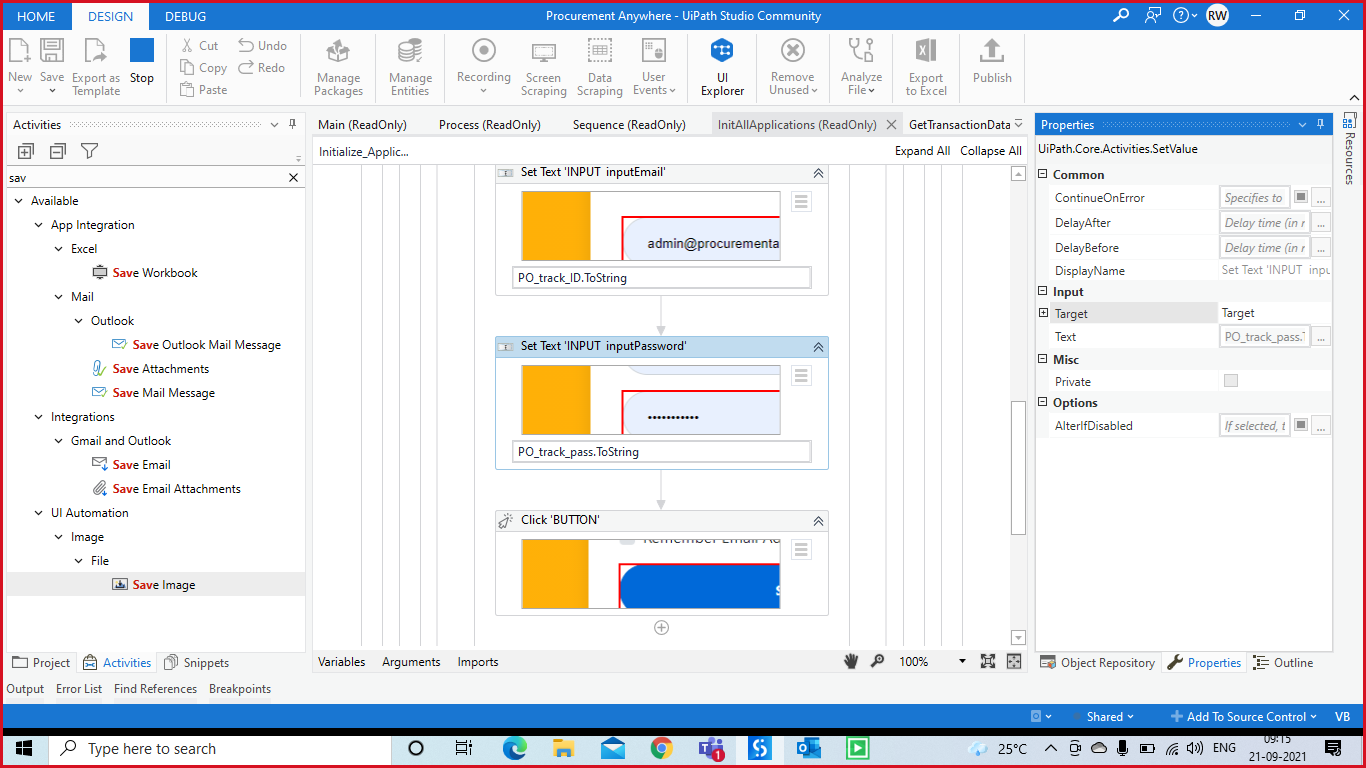 HOME DESIGN DEBUG Procurement Anywhere - UiPath Studio Community RW
New Save Export as Template Stop
Cut Undo
Copy Redo
Paste
Manage Packages
Manage Entities
Recording
Screen Scraping
Data Scraping
User Events
UI Explorer
Remove Unused
Analyze File
Export to Excel
Publish
Activities
sav
Available
App Integration
Excel
Save Workbook
Mail
Outlook
Save Outlook Mail Message
Save Attachments
Save Mail Message
Integrations
Gmail and Outlook
Save Email
Save Email Attachments
UI Automation
Image
File
Save Image
Project Activities Snippets
Main (ReadOnly) Process (ReadOnly) Sequence (ReadOnly) InitAllApplications (ReadOnly) GetTransactionData
Initialize_Applic... Expand All Collapse All
Set Text 'INPUT inputEmail'
admin@procurementa
PO_track_ID.ToString
Set Text 'INPUT inputPassword'
•••••••••••
PO_track_pass.ToString
Click 'BUTTON'
Remember Email Ad
Variables Arguments Imports 100%
Properties
Resources
UiPath.Core.Activities.SetValue
Common
ContinueOnError Specifies to ...
DelayAfter Delay time (in r ...
DelayBefore Delay time (in r ...
DisplayName Set Text 'INPUT inpu
Input
Target Target
Text PO_track_pass.T ...
Misc
Private
Options
AlterIfDisabled If selected, t ...
Object Repository Properties Outline
Output Error List Find References Breakpoints
Shared Add To Source Control VB
Type here to search 1 25°C ENG 09:15
21-09-2021